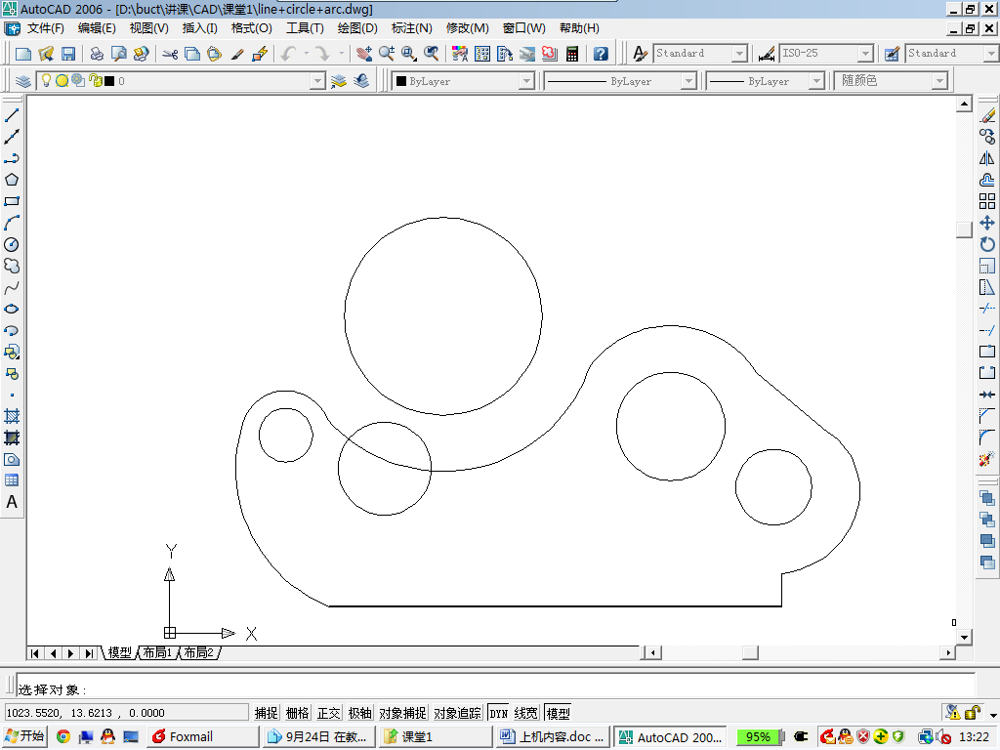 AutoCAD 2006 - [D:\buct\讲课\CAD\课堂1\line+circle+arc.dwg]
文件(F) 编辑(E) 视图(V) 插入(I) 格式(O) 工具(T) 绘图(D) 标注(N) 修改(M) 窗口(W) 帮助(H)
Standard ISO-25 Standard
0 ByLayer ByLayer ByLayer 随颜色
A
Y
X
模型 布局1 布局2
选择对象:
1023.5520, 13.6213 , 0.0000 捕捉 栅格 正交 极轴 对象捕捉 对象追踪 DYN 线宽 模型
开始 Foxmail 9月24日 在教... 课堂1 上机内容.doc ... AutoCAD 200... 95% 13:22